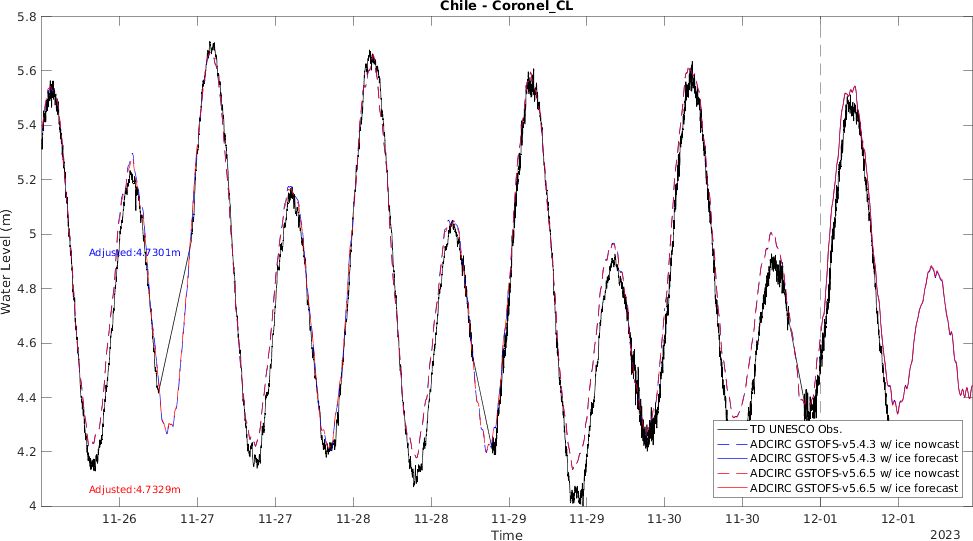 Chile - Coronel_CL
5.8
5.6
5.4
5.2
5
4.8
4.6
4.4
4.2
4
Water Level (m)
Adjusted:4.7301m
Adjusted:4.7329m
TD UNESCO Obs.
ADCIRC GSTOFS-v5.4.3 w/ ice nowcast
ADCIRC GSTOFS-v5.4.3 w/ ice forecast
ADCIRC GSTOFS-v5.6.5 w/ ice nowcast
ADCIRC GSTOFS-v5.6.5 w/ ice forecast
11-26 11-27 11-27 11-28 11-28 11-29 11-29 11-30 11-30 12-01 12-01
Time
2023